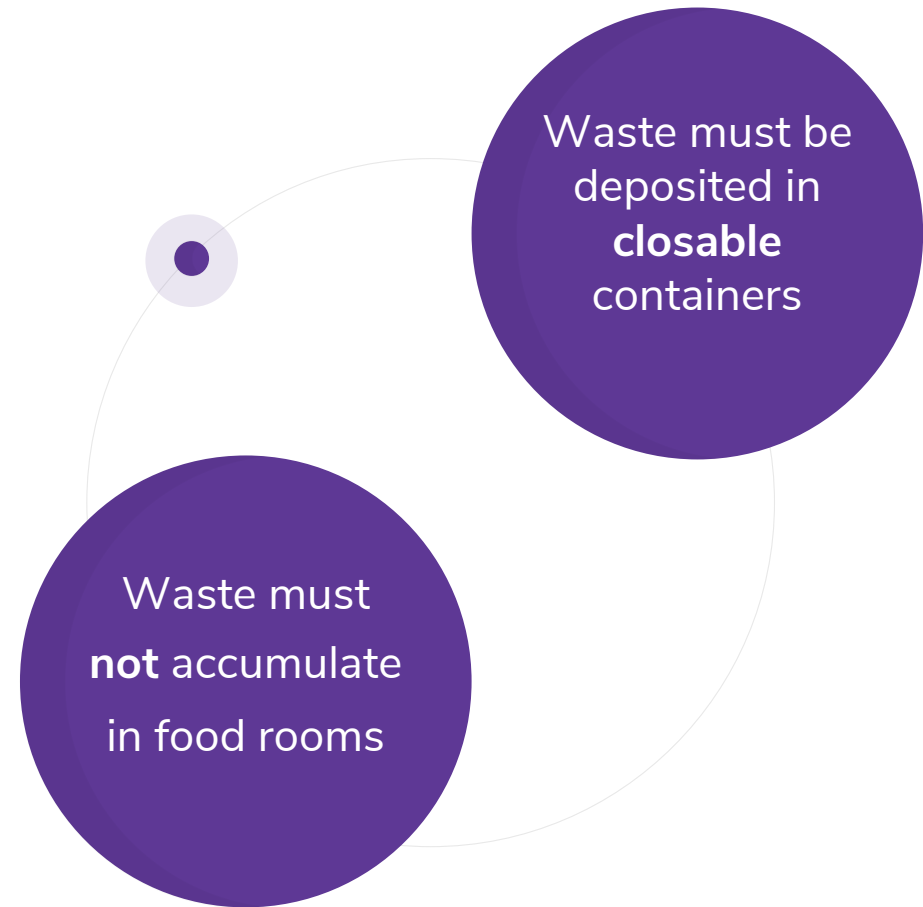 Waste must be
deposited in
closable
containers
Waste must
not accumulate
in food rooms